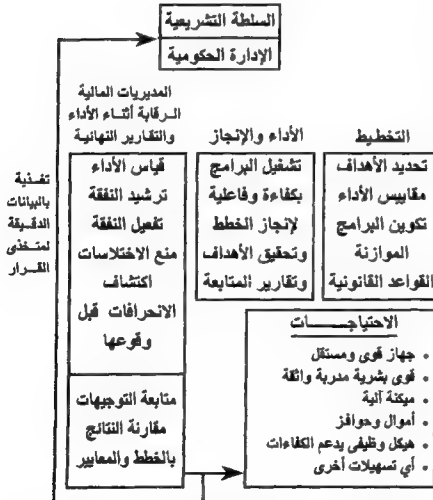 السلطة التشريعية
الإدارة الحكومية
التخطيط
تحديد الأهداف
مقاييس الأداء
تكوين البرامج
الموازنة
القواعد القانونية
الأداء والإنجاز
تشغيل البرامج
بكفاءة وفاعلية
لإنجاز الخطط
وتحقيق الأهداف
وتقارير المتابعة
المديريات المالية
الرقابة أثناء الأداء
والتقارير النهائية
قياس الأداء
ترشيد النفقة
تفعيل النفقة
منع الاختلاسات
اكتشاف
الانحرافات قبل
وقوعها
متابعة التوجيهات
مقارنة النتائج
بالخطط والمعايير
تغذية
بالبيانات
الدقيقة
لمتخذى
القرار
الاحتياجات
• جهاز قوى ومستقل
• قوى بشرية مدربة واثقة
• ميكنة آلية
• أموال وحوافز
• هيكل وظيفى يدعم الكفاءات
• أي تسهيلات أخرى